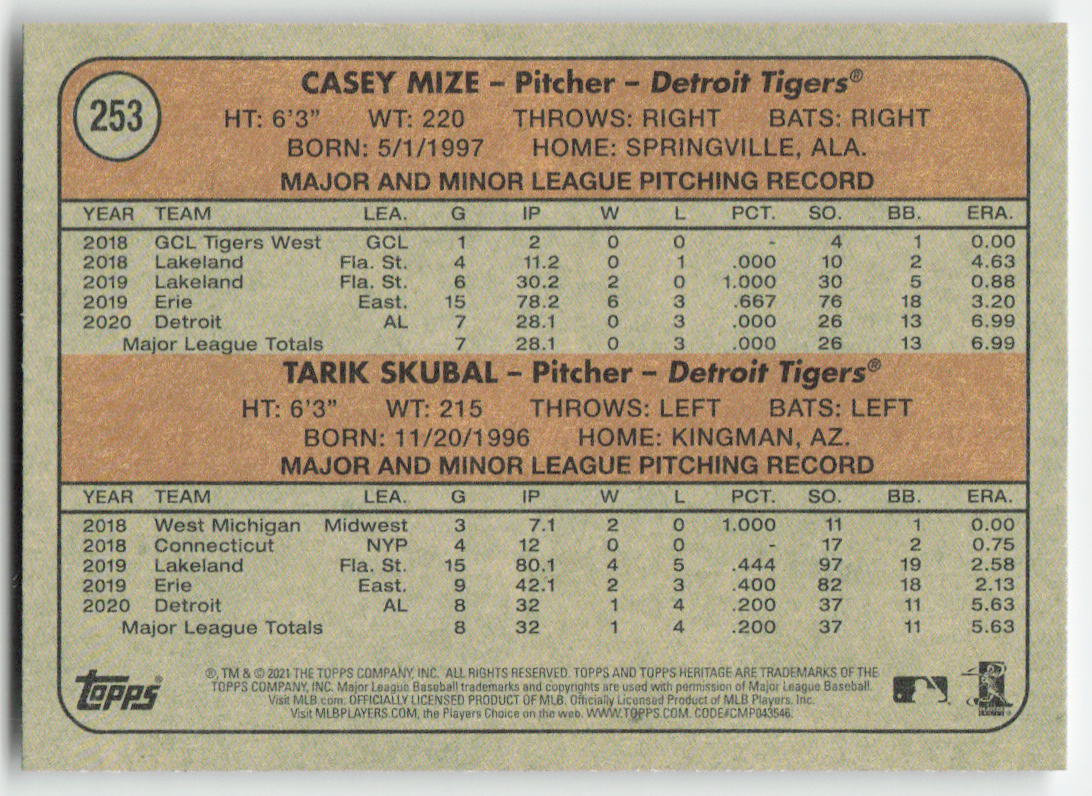 253
CASEY MIZE – Pitcher – Detroit Tigers®
HT: 6'3" WT: 220 THROWS: RIGHT BATS: RIGHT
BORN: 5/1/1997 HOME: SPRINGVILLE, ALA.
MAJOR AND MINOR LEAGUE PITCHING RECORD
YEAR TEAM LEA. G IP W L PCT. SO. BB. ERA.
2018 GCL Tigers West GCL 1 2 0 0 - 4 1 0.00
2018 Lakeland Fla. St. 4 11.2 0 1 .000 10 2 4.63
2019 Lakeland Fla. St. 6 30.2 2 0 1.000 30 5 0.88
2019 Erie East. 15 78.2 6 3 .667 76 18 3.20
2020 Detroit AL 7 28.1 0 3 .000 26 13 6.99
Major League Totals 7 28.1 0 3 .000 26 13 6.99
TARIK SKUBAL – Pitcher – Detroit Tigers®
HT: 6'3" WT: 215 THROWS: LEFT BATS: LEFT
BORN: 11/20/1996 HOME: KINGMAN, AZ.
MAJOR AND MINOR LEAGUE PITCHING RECORD
YEAR TEAM LEA. G IP W L PCT. SO. BB. ERA.
2018 West Michigan Midwest 3 7.1 2 0 1.000 11 1 0.00
2018 Connecticut NYP 4 12 0 0 - 17 2 0.75
2019 Lakeland Fla. St. 15 80.1 4 5 .444 97 19 2.58
2019 Erie East. 9 42.1 2 3 .400 82 18 2.13
2020 Detroit AL 8 32 1 4 .200 37 11 5.63
Major League Totals 8 32 1 4 .200 37 11 5.63
Topps®
®, TM & © 2021 THE TOPPS COMPANY, INC. ALL RIGHTS RESERVED. TOPPS AND TOPPS HERITAGE ARE TRADEMARKS OF THE
TOPPS COMPANY, INC. Major League Baseball trademarks and copyrights are used with permission of Major League Baseball.
Visit MLB.com. OFFICIALLY LICENSED PRODUCT OF MLB. Officially Licensed Product of MLB Players, Inc.
Visit MLBPLAYERS.COM, the Players Choice on the web. WWW.TOPPS.COM. CODE#CMP043546.